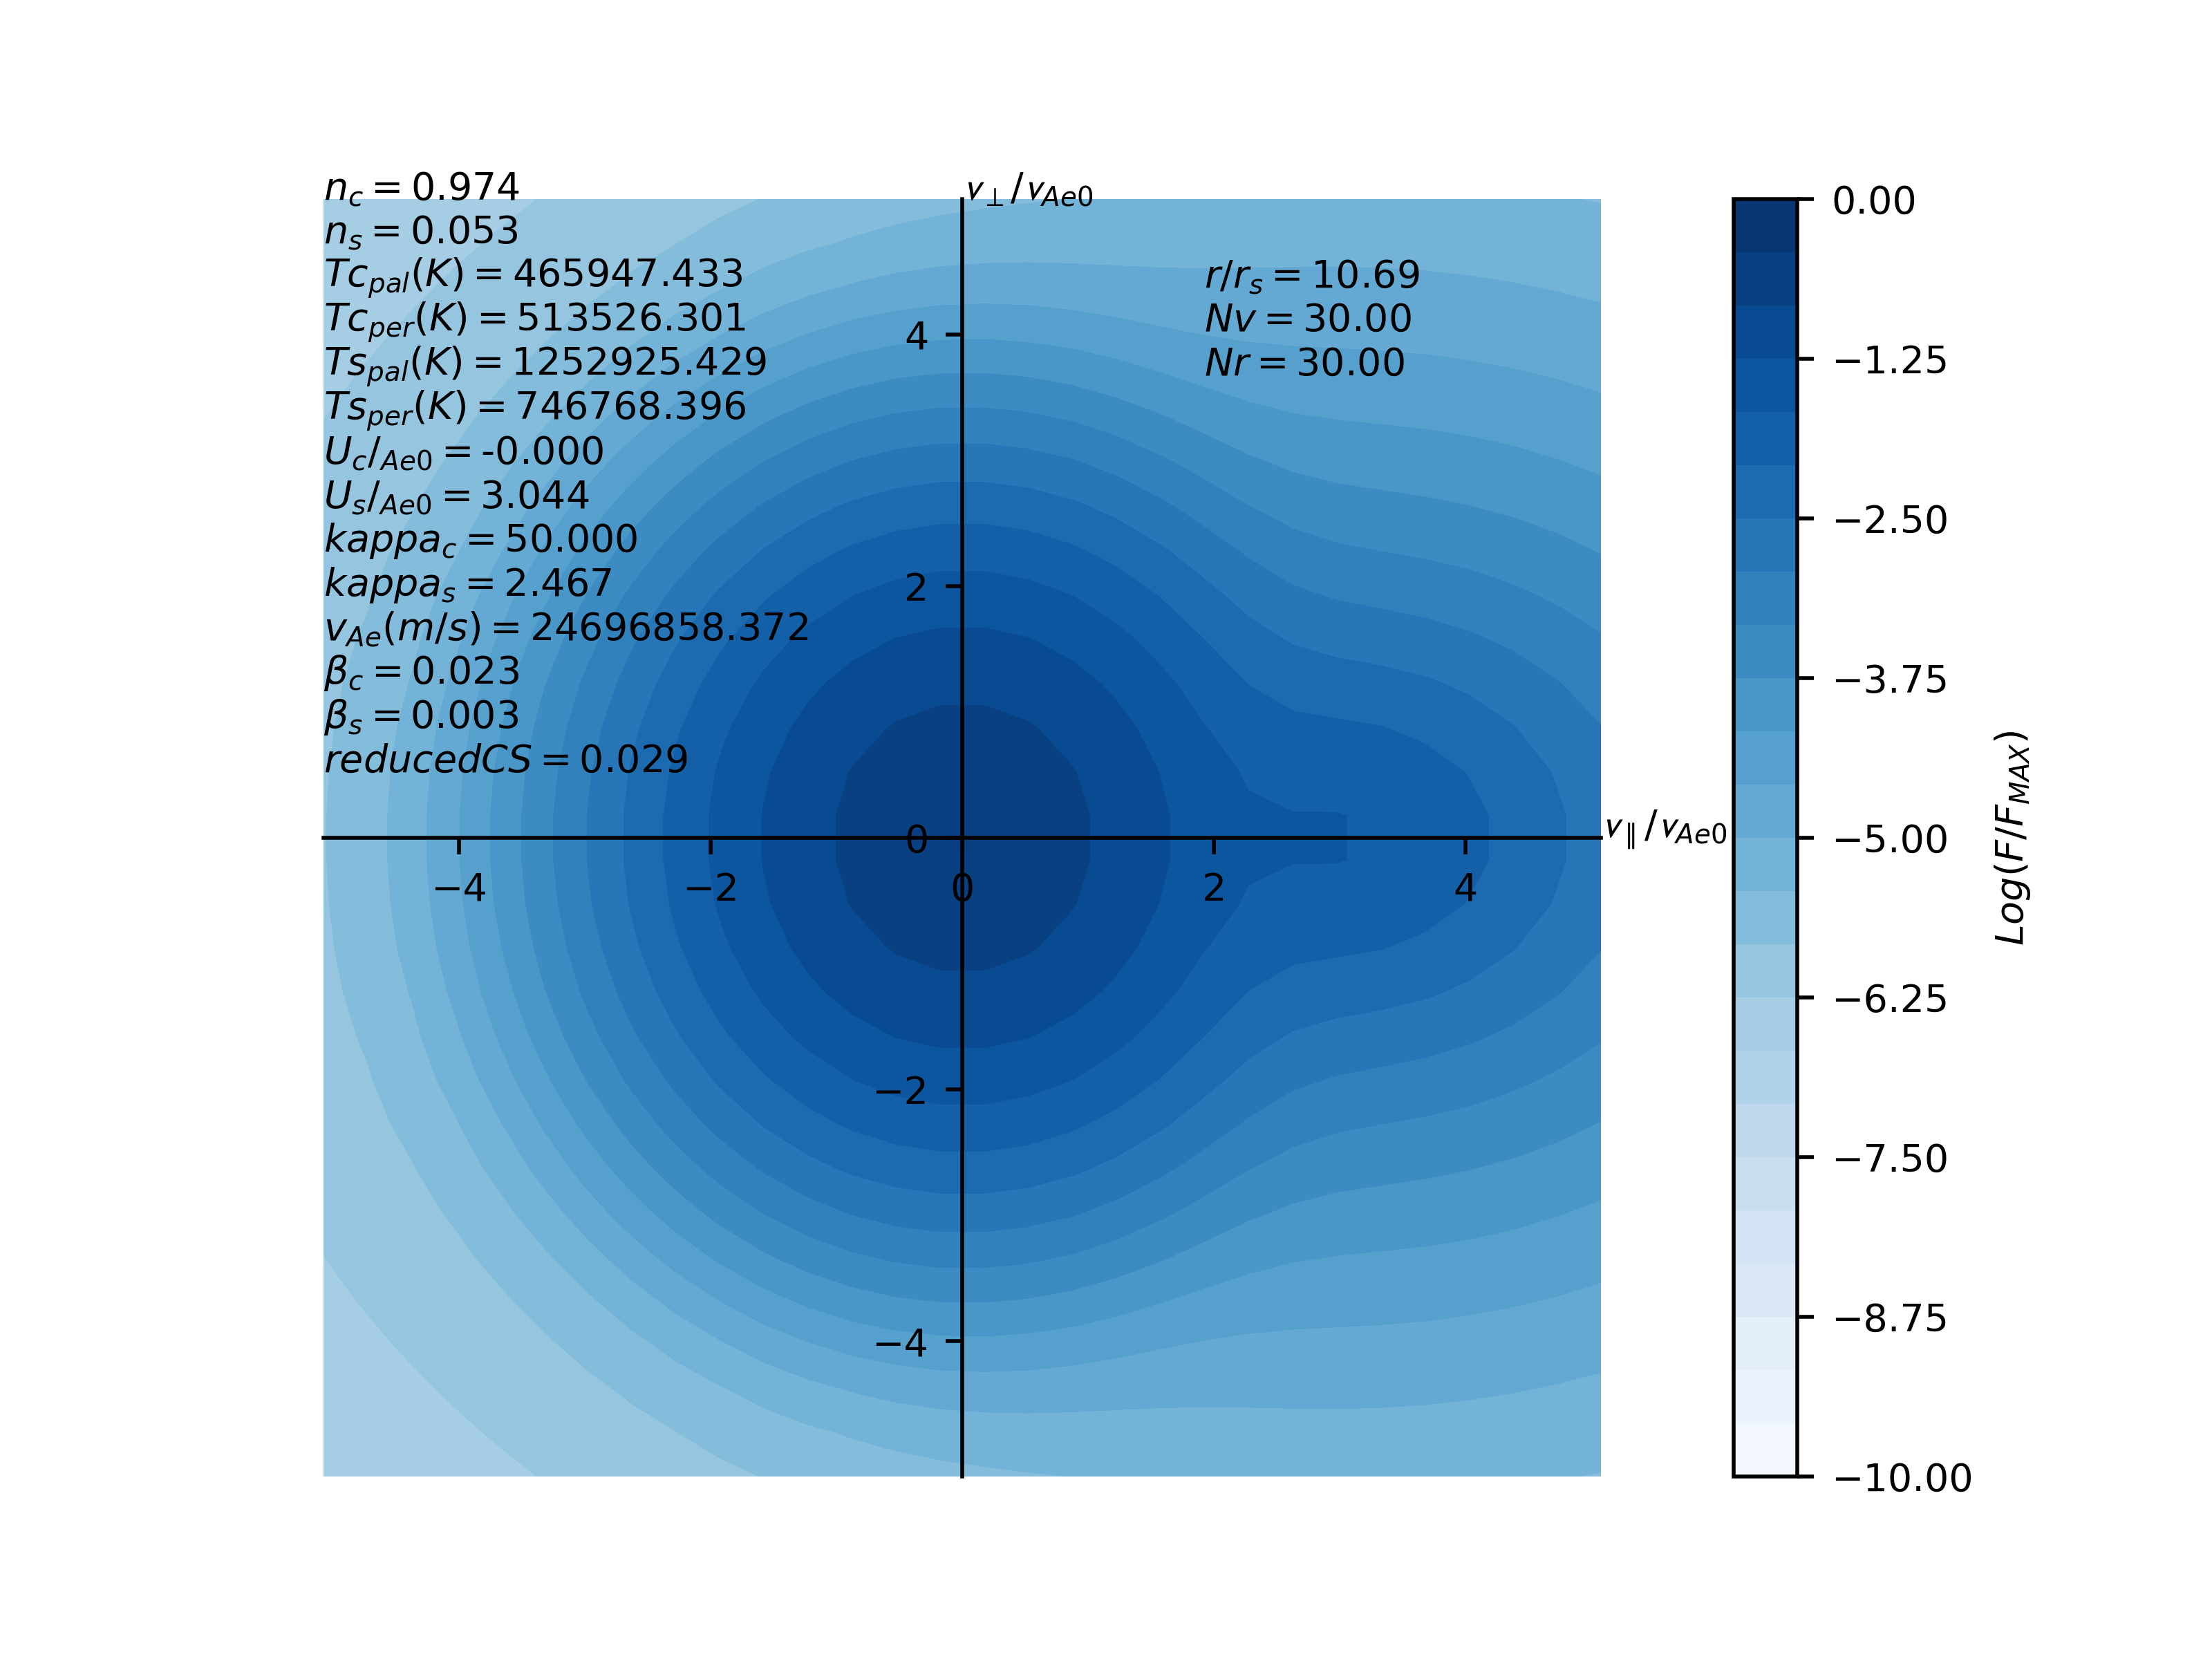 n_c = 0.974
n_s = 0.053
Tc_pal(K) = 465947.433
Tc_per(K) = 513526.301
Ts_pal(K) = 1252925.429
Ts_per(K) = 746768.396
U_c/_Ae0 = -0.000
U_s/_Ae0 = 3.044
kappa_c = 50.000
kappa_s = 2.467
v_Ae(m/s) = 24696858.372
β_c = 0.023
β_s = 0.003
reducedCS = 0.029
v_⊥/v_Ae0
r/r_s = 10.69
Nv = 30.00
Nr = 30.00
4
2
0
−2
−4
−4
−2
0
2
4
v_∥/v_Ae0
0.00
−1.25
−2.50
−3.75
−5.00
−6.25
−7.50
−8.75
−10.00
Log(F/F_MAX)